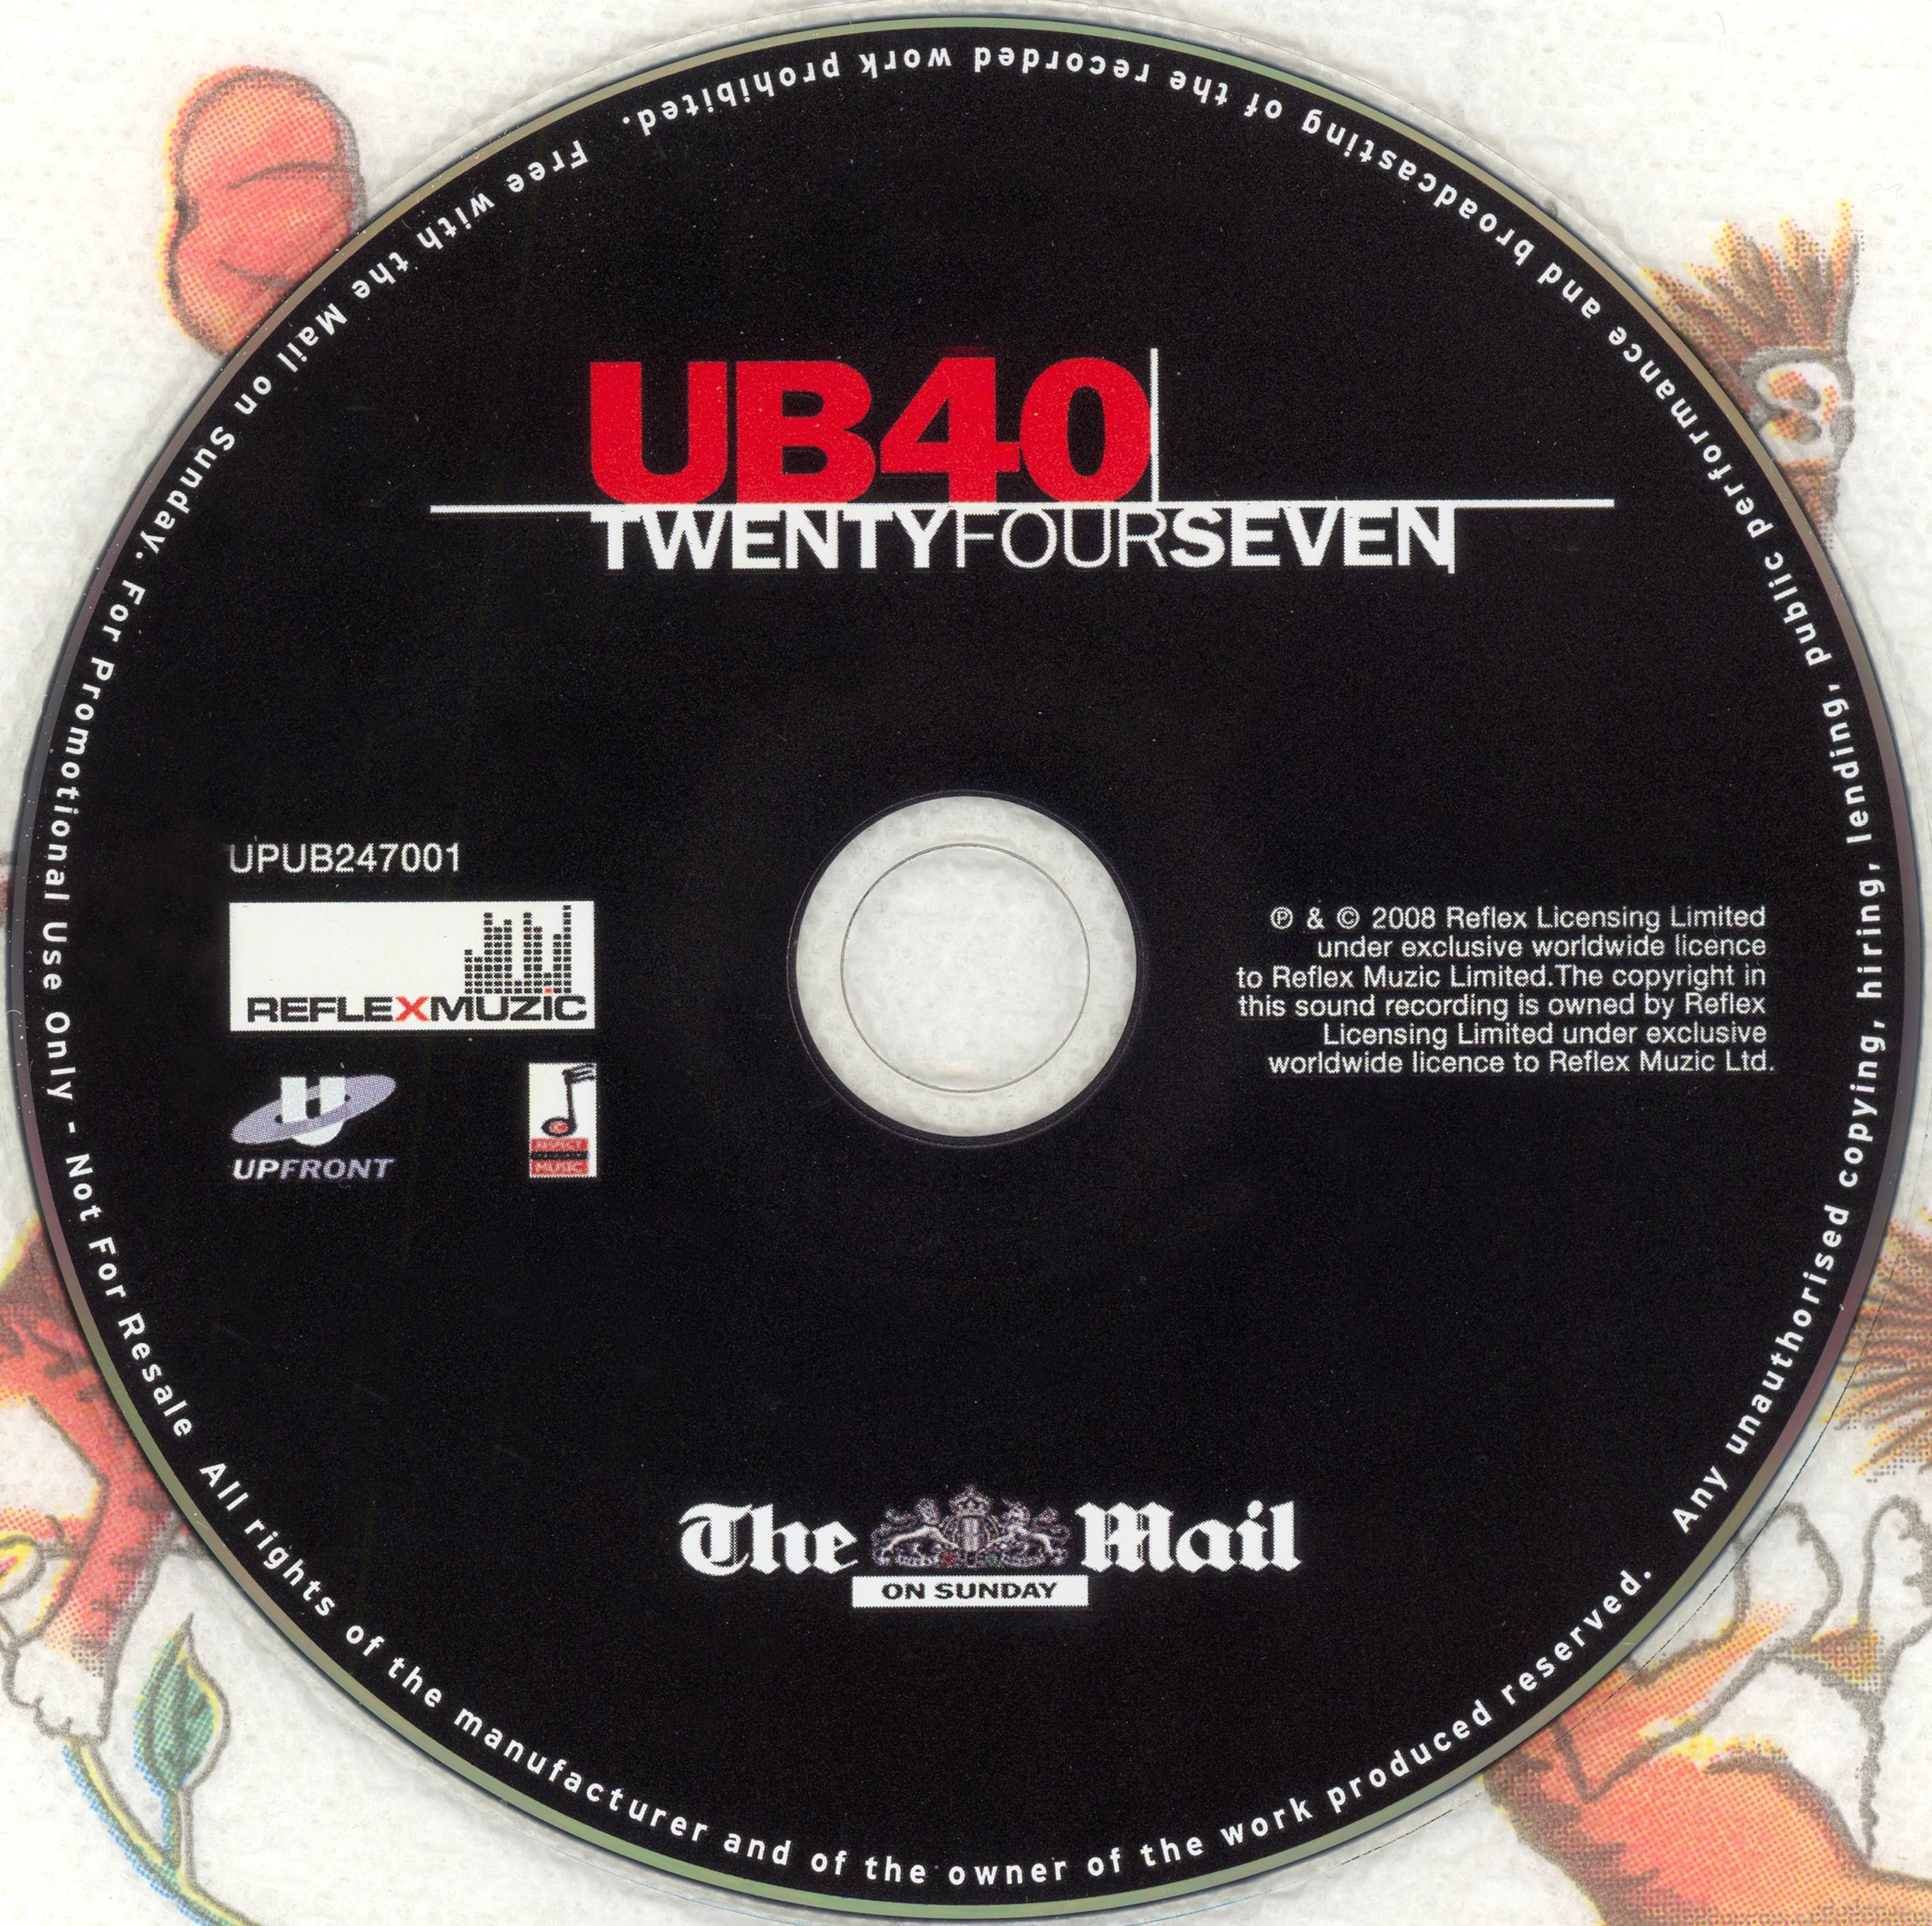 UB40
TWENTYFOURSEVEN
UPUB247001
REFLEXMUZIC
UPFRONT
RESPECT
MUSIC
℗ & © 2008 Reflex Licensing Limited
under exclusive worldwide licence
to Reflex Muzic Limited.The copyright in
this sound recording is owned by Reflex
Licensing Limited under exclusive
worldwide licence to Reflex Muzic Ltd.
The Mail
ON SUNDAY
Free with the Mail on Sunday. For Promotional Use Only - Not For Resale All rights of the manufacturer and of the owner of the work produced reserved. Any unauthorised copying, hiring, lending, public performance and broadcasting of the recorded work prohibited.